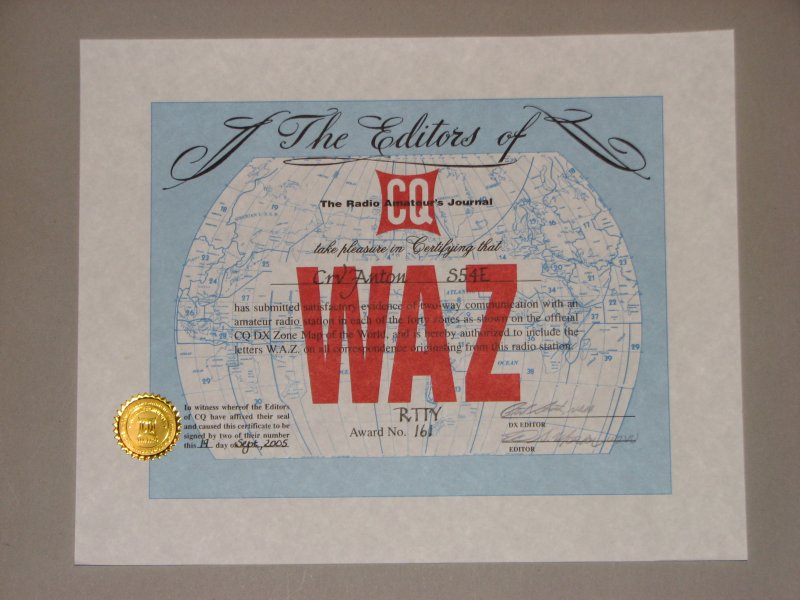 The Editors of
The Radio Amateur's Journal
CQ
take pleasure in Certifying that
Crv Anton S54E
WAZ
has submitted satisfactory evidence of two-way communication with an
amateur radio station in each of the forty zones as shown on the official
CQ DX Zone Map of the World, and is hereby authorized to include the
letters W.A.Z. on all correspondence originating from this radio station.
In witness whereof the Editors
of CQ have affixed their seal
and caused this certificate to be
signed by two of their number
this 19 day of Sept, 2005
CQ
RTTY
Award No. 161
DX EDITOR
EDITOR